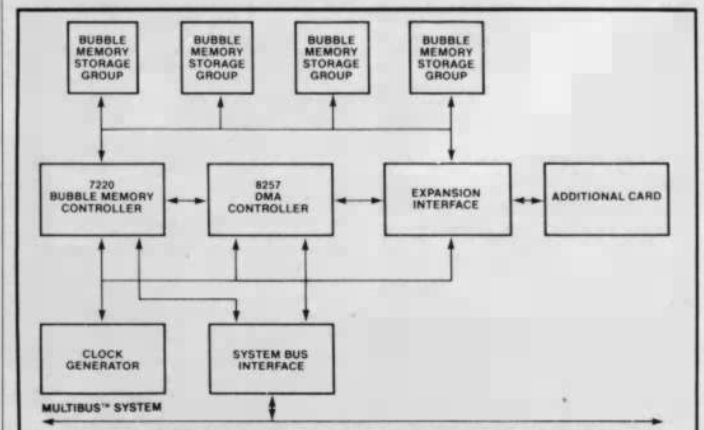 BUBBLE
MEMORY
STORAGE
GROUP
BUBBLE
MEMORY
STORAGE
GROUP
BUBBLE
MEMORY
STORAGE
GROUP
BUBBLE
MEMORY
STORAGE
GROUP
7220
BUBBLE MEMORY
CONTROLLER
8257
DMA
CONTROLLER
EXPANSION
INTERFACE
ADDITIONAL CARD
CLOCK
GENERATOR
SYSTEM BUS
INTERFACE
MULTIBUS™ SYSTEM